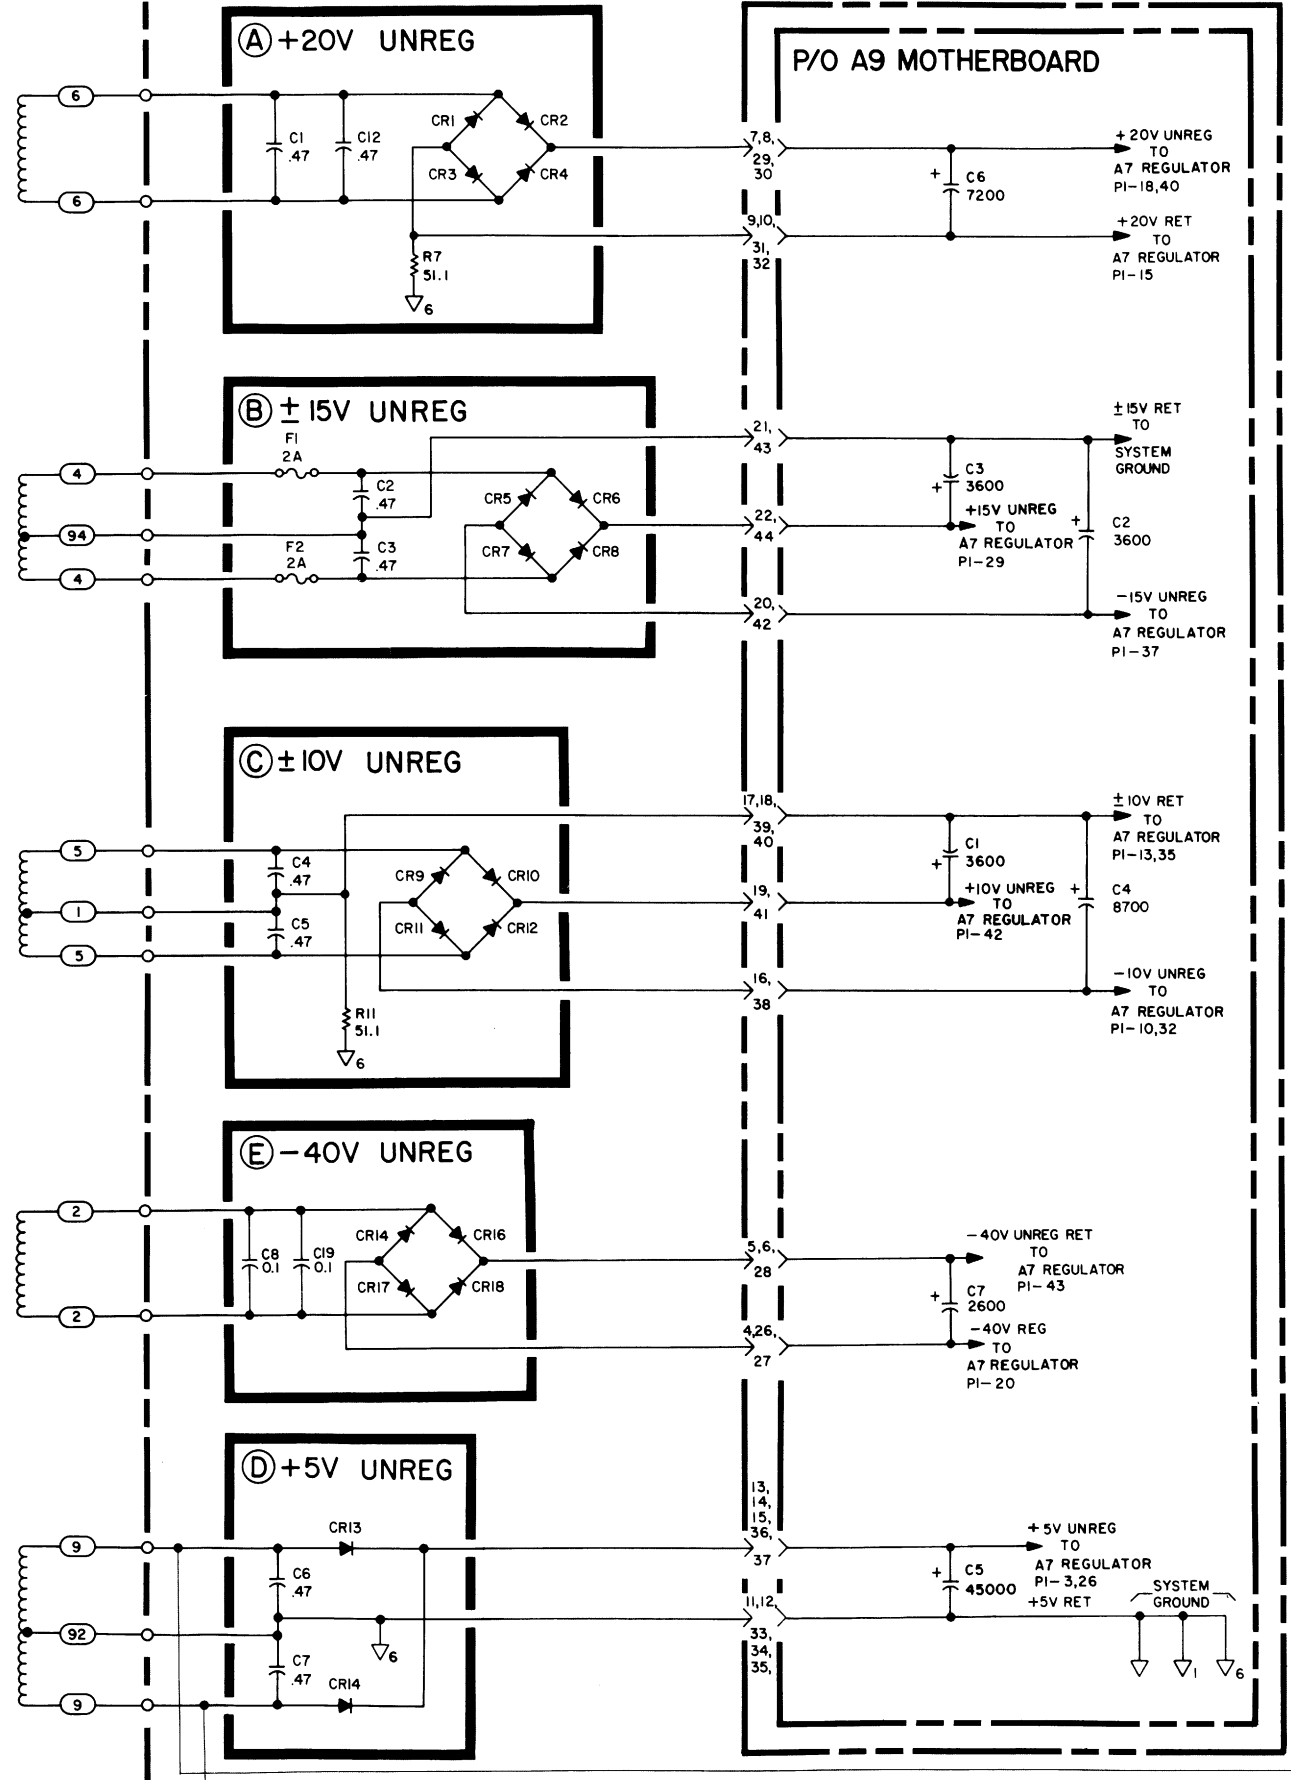 A +20V UNREG
P/O A9 MOTHERBOARD
6
6
C1
.47
C12
.47
CR1
CR2
CR3
CR4
R7
51.1
6
7,8,
29,
30
9,10,
31,
32
+
C6
7200
+20V UNREG
TO
A7 REGULATOR
P1-18,40
+20V RET
TO
A7 REGULATOR
P1-15
B ± 15V UNREG
F1
2A
4
94
4
C2
.47
C3
.47
F2
2A
CR5
CR6
CR7
CR8
21,
43
22,
44
20,
42
C3
3600
+
+15V UNREG
TO
A7 REGULATOR
P1-29
+
C2
3600
±15V RET
TO
SYSTEM
GROUND
-15V UNREG
TO
A7 REGULATOR
P1-37
C ±10V UNREG
5
1
5
C4
.47
C5
.47
CR9
CR10
CR11
CR12
R11
51.1
6
17,18,
39,
40
19,
41
16,
38
C1
3600
+
+10V UNREG
TO
A7 REGULATOR
P1-42
+
C4
8700
±10V RET
TO
A7 REGULATOR
P1-13,35
-10V UNREG
TO
A7 REGULATOR
P1-10,32
E -40V UNREG
2
2
C8
0.1
C19
0.1
CR14
CR16
CR17
CR18
5,6,
28
4,26,
27
+
C7
2600
-40V UNREG RET
TO
A7 REGULATOR
P1-43
-40V REG
TO
A7 REGULATOR
P1-20
D +5V UNREG
9
92
9
CR13
C6
.47
C7
.47
CR14
6
13,
14,
15,
36,
37
11,12,
33,
34,
35,
+
C5
45000
+5V UNREG
TO
A7 REGULATOR
P1-3,26
+5V RET
SYSTEM
GROUND
1
6